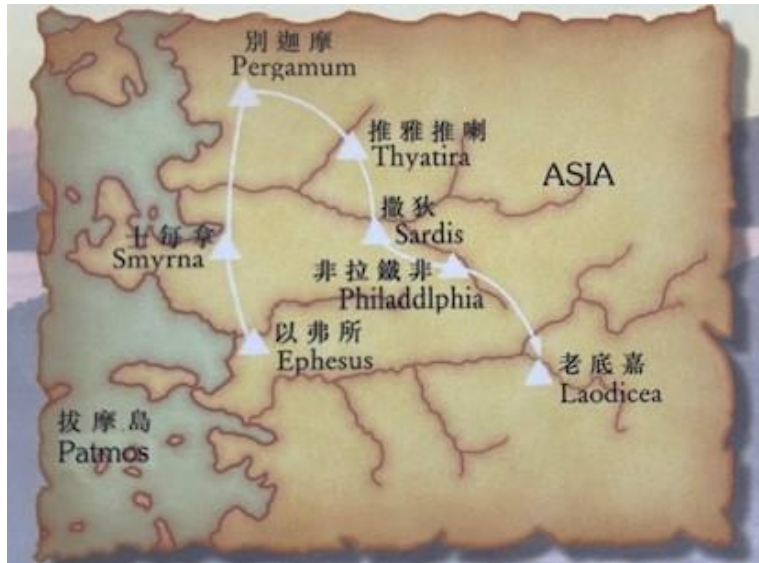 別迦摩
Pergamum
推雅推喇
Thyatira
ASIA
撒狄
Sardis
士每拿
Smyrna
非拉鐵非
Philaddlphia
以弗所
Ephesus
老底嘉
Laodicea
拔摩島
Patmos